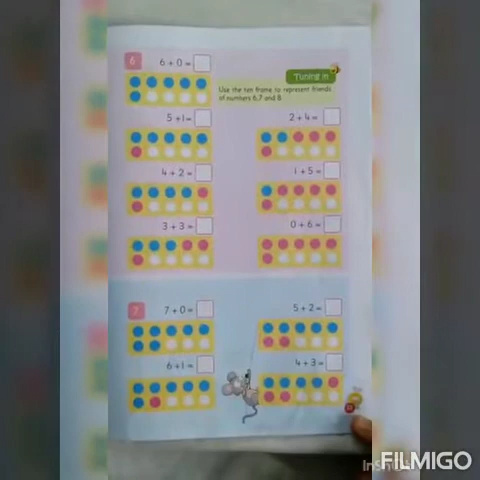 6
6 + 0 =
Tuning in
Use the ten frame to represent friends
of numbers 6,7 and 8.
5 +1=
2 + 4 =
4 + 2 =
1 + 5 =
3 + 3 =
0 + 6 =
7
7 + 0 =
5 + 2 =
6 +1 =
4 + 3 =
FILMIGO